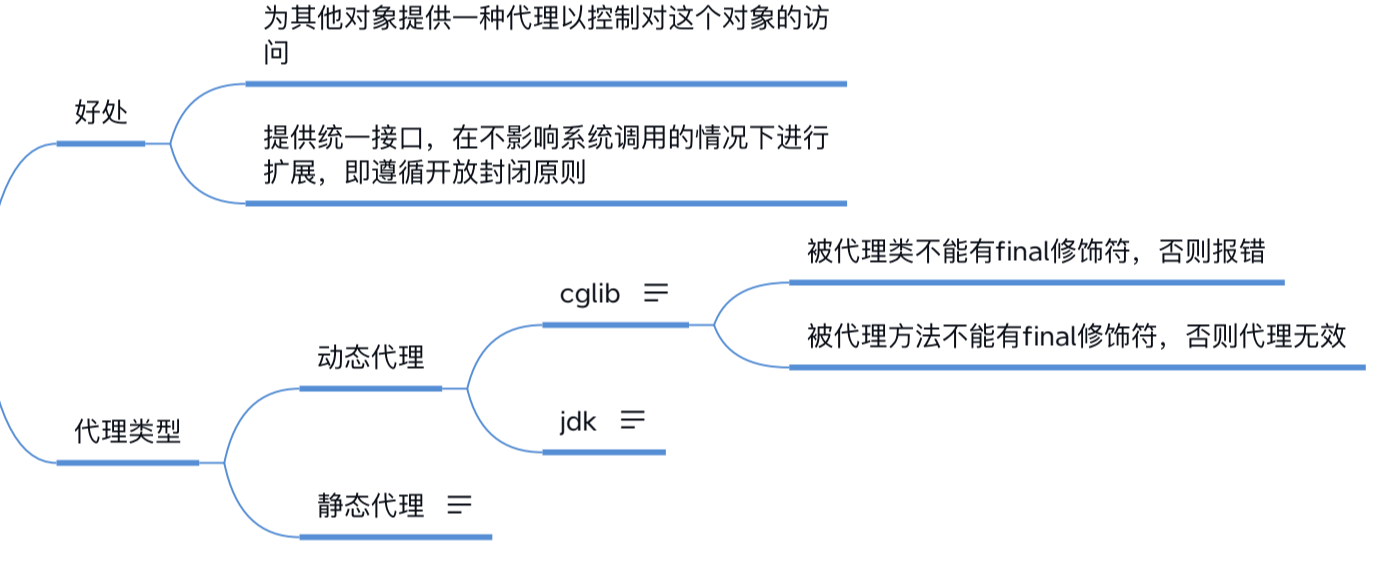 为其他对象提供一种代理以控制对这个对象的访
问
好处
提供统一接口，在不影响系统调用的情况下进行
扩展，即遵循开放封闭原则
被代理类不能有final修饰符，否则报错
cglib
被代理方法不能有final修饰符，否则代理无效
动态代理
jdk
代理类型
静态代理